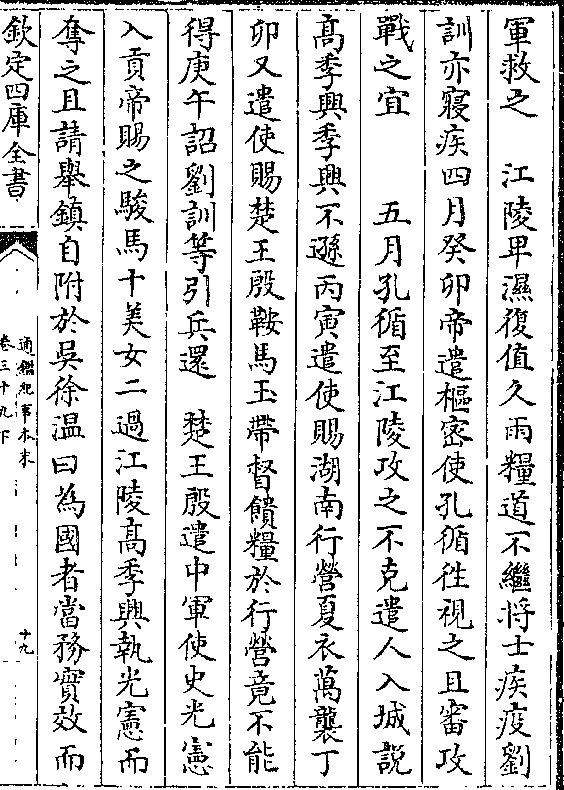 軍救之　江陵卑濕復值久雨糧道不繼將士疾疫劉
訓亦寢疾四月癸卯帝遣樞密使孔循徃視之且審攻
戰之宜　　五月孔循至江陵攻之不克遣人入城說
髙季興季興不遜丙寅遣使賜湖南行營夏衣萬襲丁
卯又遣使賜楚王殷鞍馬玉帶督饋糧於行營竟不能
得庚午詔劉訓等引兵還　楚王殷遣中軍使史光憲
入貢帝賜之駿馬十美女二過江陵髙季興執光憲而
奪之且請舉鎮自附於吳徐溫曰為國者當務實效而
欽定四庫全書
通鑑紀事本末
卷三十九下
十九